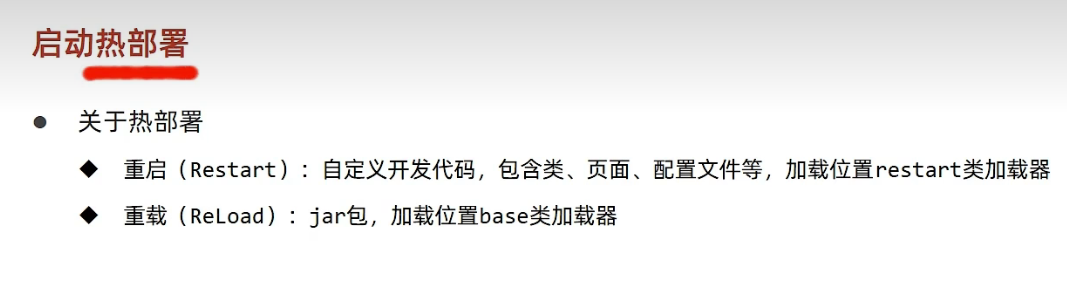 启动热部署
关于热部署
重启（Restart）：自定义开发代码，包含类、页面、配置文件等，加载位置restart类加载器
重载（ReLoad）：jar包，加载位置base类加载器